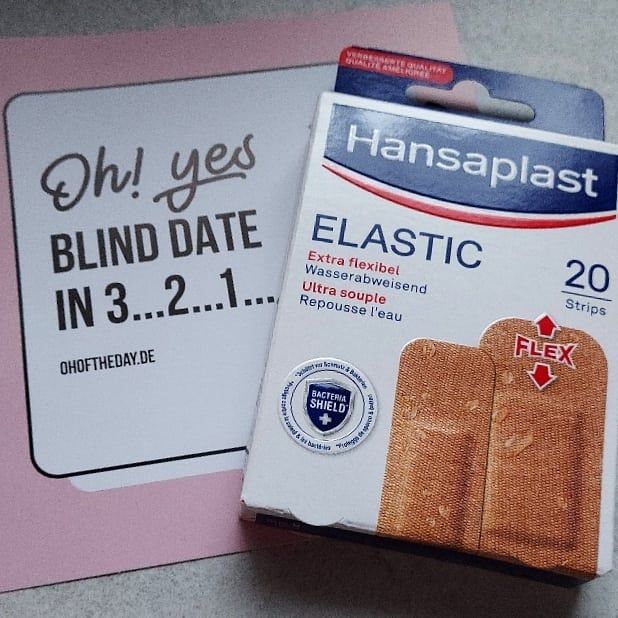 Oh! yes
BLIND DATE
IN 3...2...1...
OHOFTHEDAY.DE
VERBESSERTE QUALITÄT
QUALITÉ AMÉLIORÉE
Hansaplast
ELASTIC
Extra flexibel
Wasserabweisend
Ultra souple
Repousse l'eau
20
Strips
FLEX
BACTERIA
SHIELD